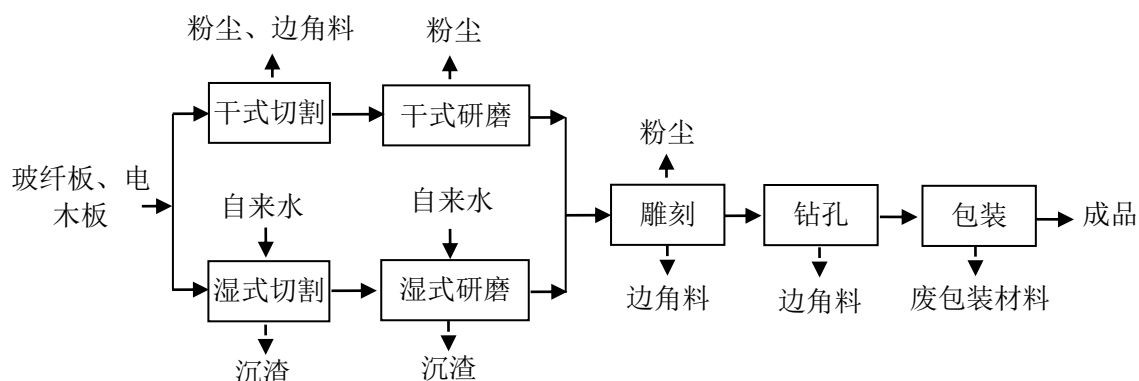 粉尘、边角料
粉尘
干式切割
干式研磨
粉尘
玻纤板、电
木板
自来水
自来水
雕刻
钻孔
包装
成品
湿式切割
湿式研磨
边角料
边角料
废包装材料
沉渣
沉渣